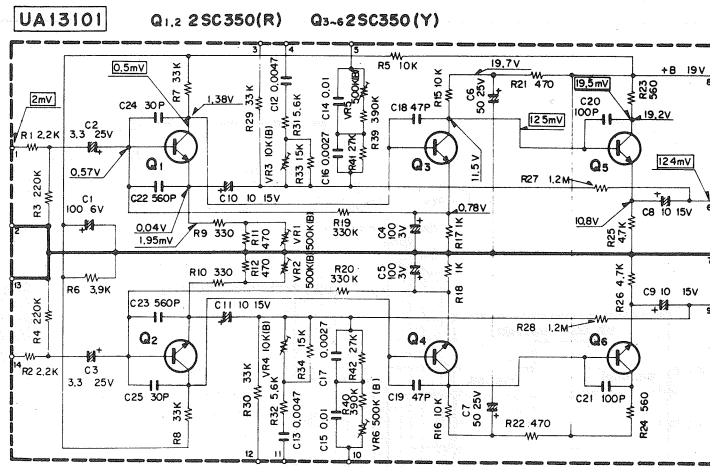 UA13101 Q1,2 2SC350(R) Q3~6 2SC350(Y)
3 4 5
R5 10K
19,7V
+B 19V
8
0,5mV
R7 33K
1,38V
C24 30P
R29 33K
C12 0,0047
R31 5,6K
C14 0,01
VR5 500K(B)
R39 390K
C18 47P
R15 10K
C6 50 25V
R21 470
19,5mV
C20 100P
R23 560
19,2V
2mV
1
R1 2,2K
C2 3,3 25V
0,57V
Q1
VR3 10K(B)
R33 15K
C16 0,0027
R41 27K
Q3
11,5V
125mV
Q5
124mV
R3 220K
C1 100 6V
C22 560P
C10 10 15V
R27 1,2M
C8 10 15V
6
0,04V
1,95mV
R9 330
R11 470
VR1 500K(B)
R19 330K
C4 100 3V
0,78V
R17 1K
10,8V
R25 4,7K
2
7
13
R6 3,9K
R10 330
R12 470
VR2 500K(B)
R20 330K
C5 100 3V
R18 1K
R26 4,7K
C9 10 15V
9
R4 220K
C23 560P
C11 10 15V
R28 1,2M
Q2
R30 33K
VR4 10K(B)
R34 15K
C17 0,0027
R42 27K
Q4
Q6
14
R2 2,2K
C3 3,3 25V
C25 30P
R8 33K
R32 5,6K
C13 0,0047
C15 0,01
R40 390K
VR6 500K(B)
C19 47P
R16 10K
C7 50 25V
R22 470
C21 100P
R24 560
12 11 10